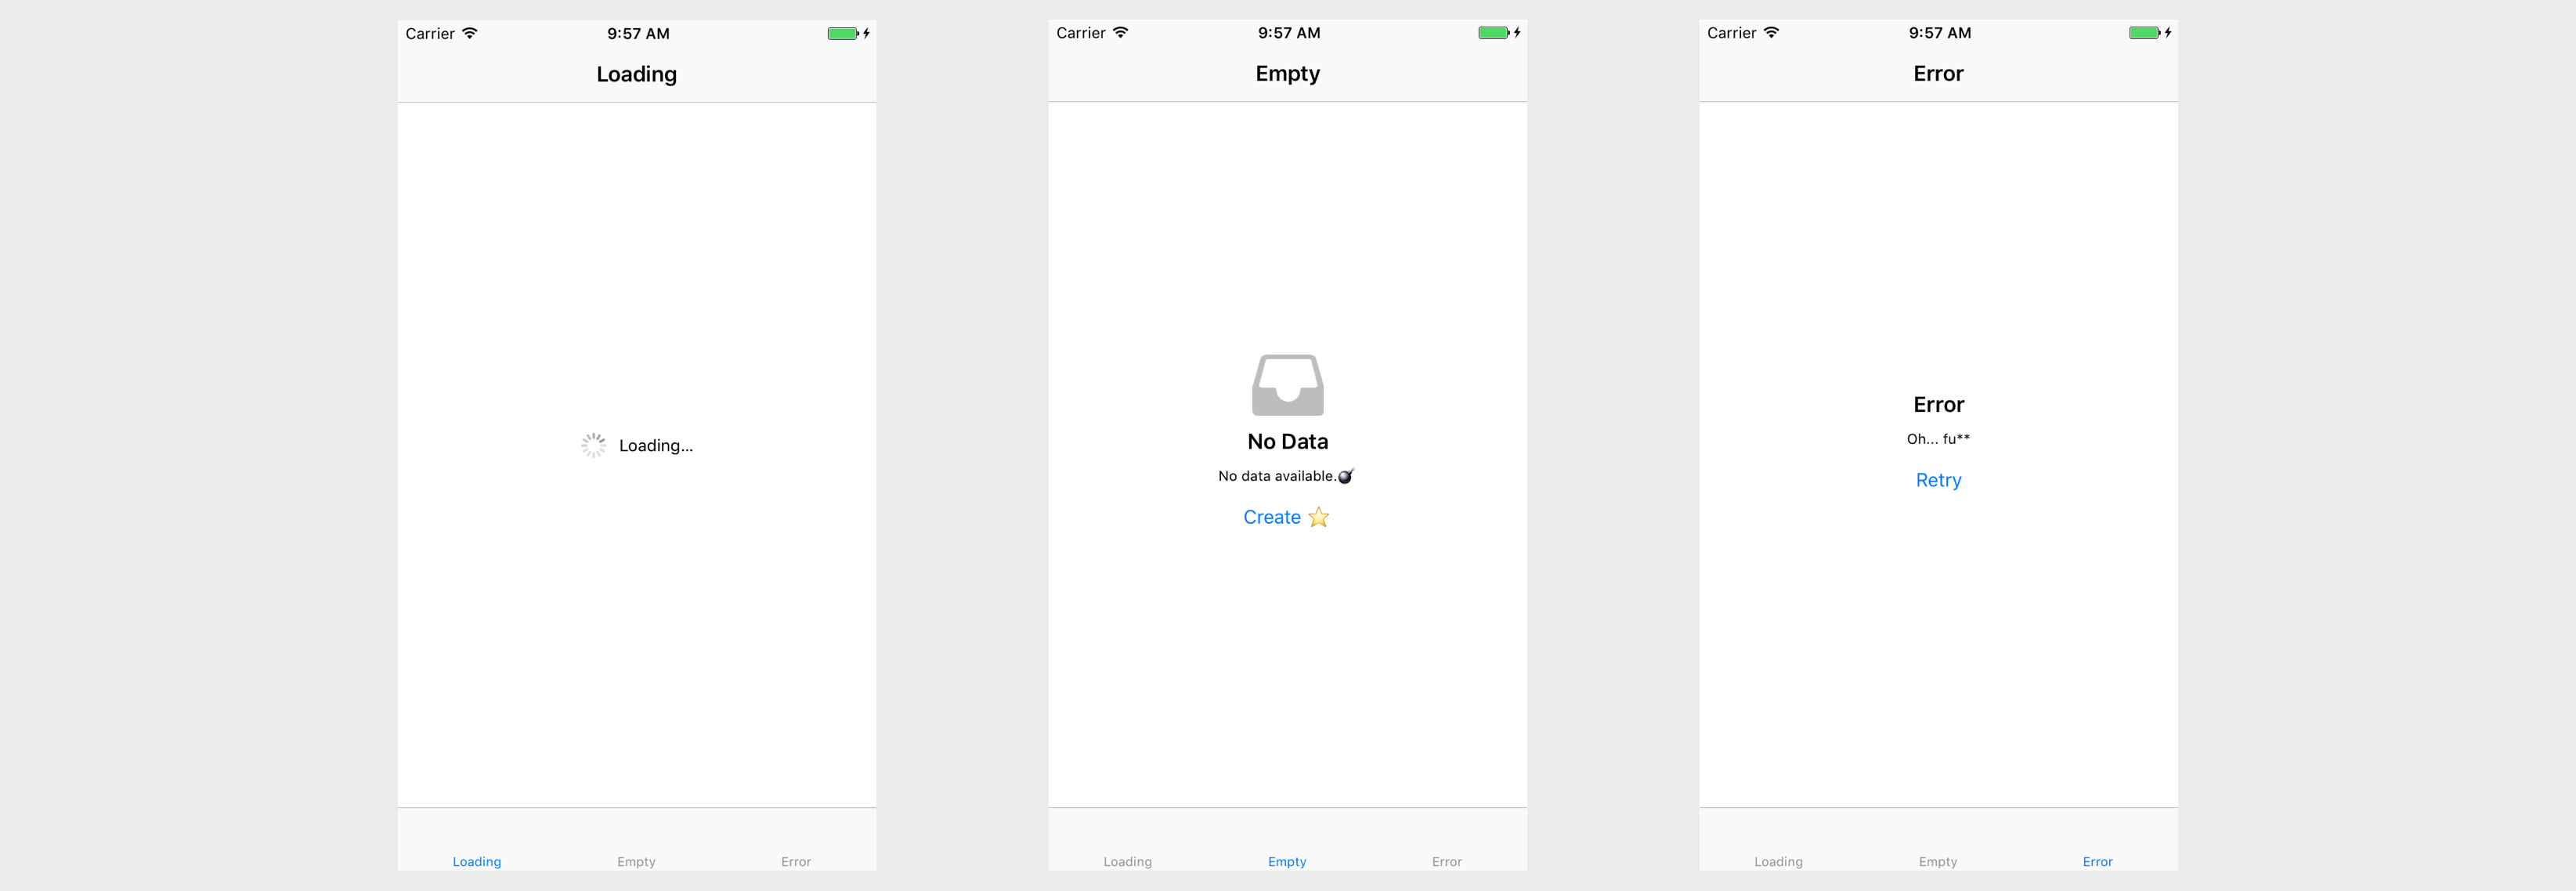 Carrier 9:57 AM
Loading
Loading...
Loading Empty Error
Carrier 9:57 AM
Empty
No Data
No data available.💣
Create ⭐
Loading Empty Error
Carrier 9:57 AM
Error
Error
Oh... fu**
Retry
Loading Empty Error